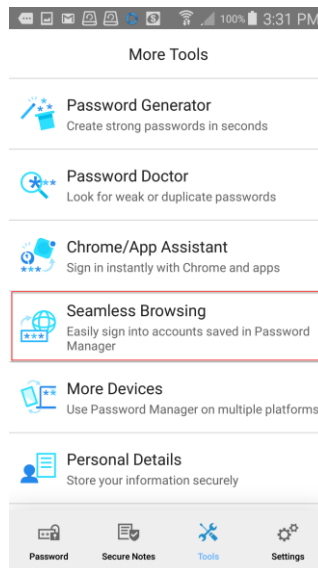 100% 3:31 PM
More Tools
Password Generator
Create strong passwords in seconds
Password Doctor
Look for weak or duplicate passwords
Chrome/App Assistant
Sign in instantly with Chrome and apps
Seamless Browsing
Easily sign into accounts saved in Password
Manager
More Devices
Use Password Manager on multiple platforms
Personal Details
Store your information securely
Password Secure Notes Tools Settings